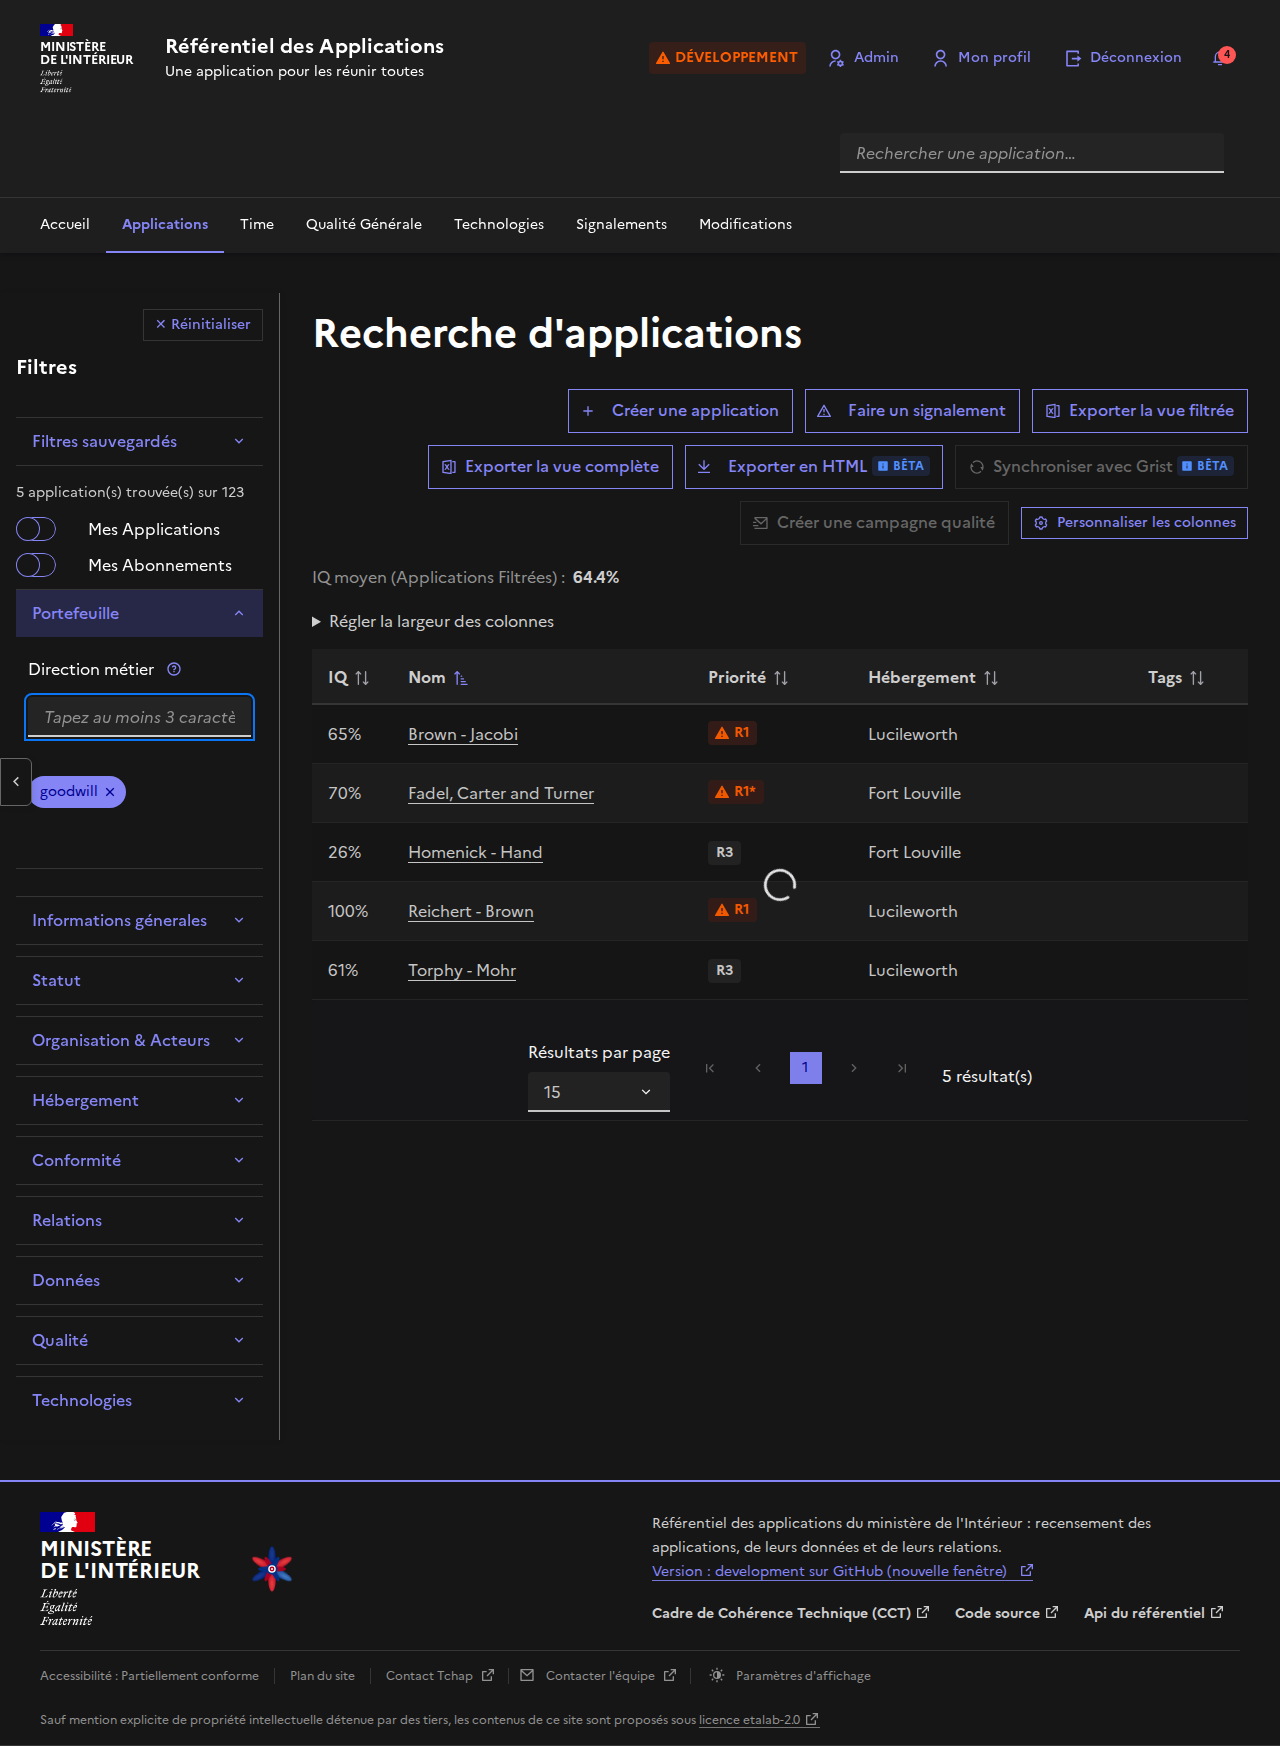 MINISTÈRE
DE L'INTÉRIEUR
Liberté
Égalité
Fraternité
Référentiel des Applications
Une application pour les réunir toutes
DÉVELOPPEMENT
Admin
Mon profil
Déconnexion
4
Rechercher une application...
Accueil
Applications
Time
Qualité Générale
Technologies
Signalements
Modifications
Réinitialiser
Filtres
Filtres sauvegardés
5 application(s) trouvée(s) sur 123
Mes Applications
Mes Abonnements
Portefeuille
Direction métier
Tapez au moins 3 caractè
goodwill
Informations génerales
Statut
Organisation & Acteurs
Hébergement
Conformité
Relations
Données
Qualité
Technologies
Recherche d'applications
Créer une application
Faire un signalement
Exporter la vue filtrée
Exporter la vue complète
Exporter en HTML BÊTA
Synchroniser avec Grist BÊTA
Créer une campagne qualité
Personnaliser les colonnes
IQ moyen (Applications Filtrées) : 64.4%
Régler la largeur des colonnes
IQ Nom Priorité Hébergement Tags
65% Brown - Jacobi R1 Lucileworth
70% Fadel, Carter and Turner R1* Fort Louville
26% Homenick - Hand R3 Fort Louville
100% Reichert - Brown R1 Lucileworth
61% Torphy - Mohr R3 Lucileworth
Résultats par page
15
1
5 résultat(s)
MINISTÈRE
DE L'INTÉRIEUR
Liberté
Égalité
Fraternité
Référentiel des applications du ministère de l'Intérieur : recensement des
applications, de leurs données et de leurs relations.
Version : development sur GitHub (nouvelle fenêtre)
Cadre de Cohérence Technique (CCT)
Code source
Api du référentiel
Accessibilité : Partiellement conforme
Plan du site
Contact Tchap
Contacter l'équipe
Paramètres d'affichage
Sauf mention explicite de propriété intellectuelle détenue par des tiers, les contenus de ce site sont proposés sous licence etalab-2.0